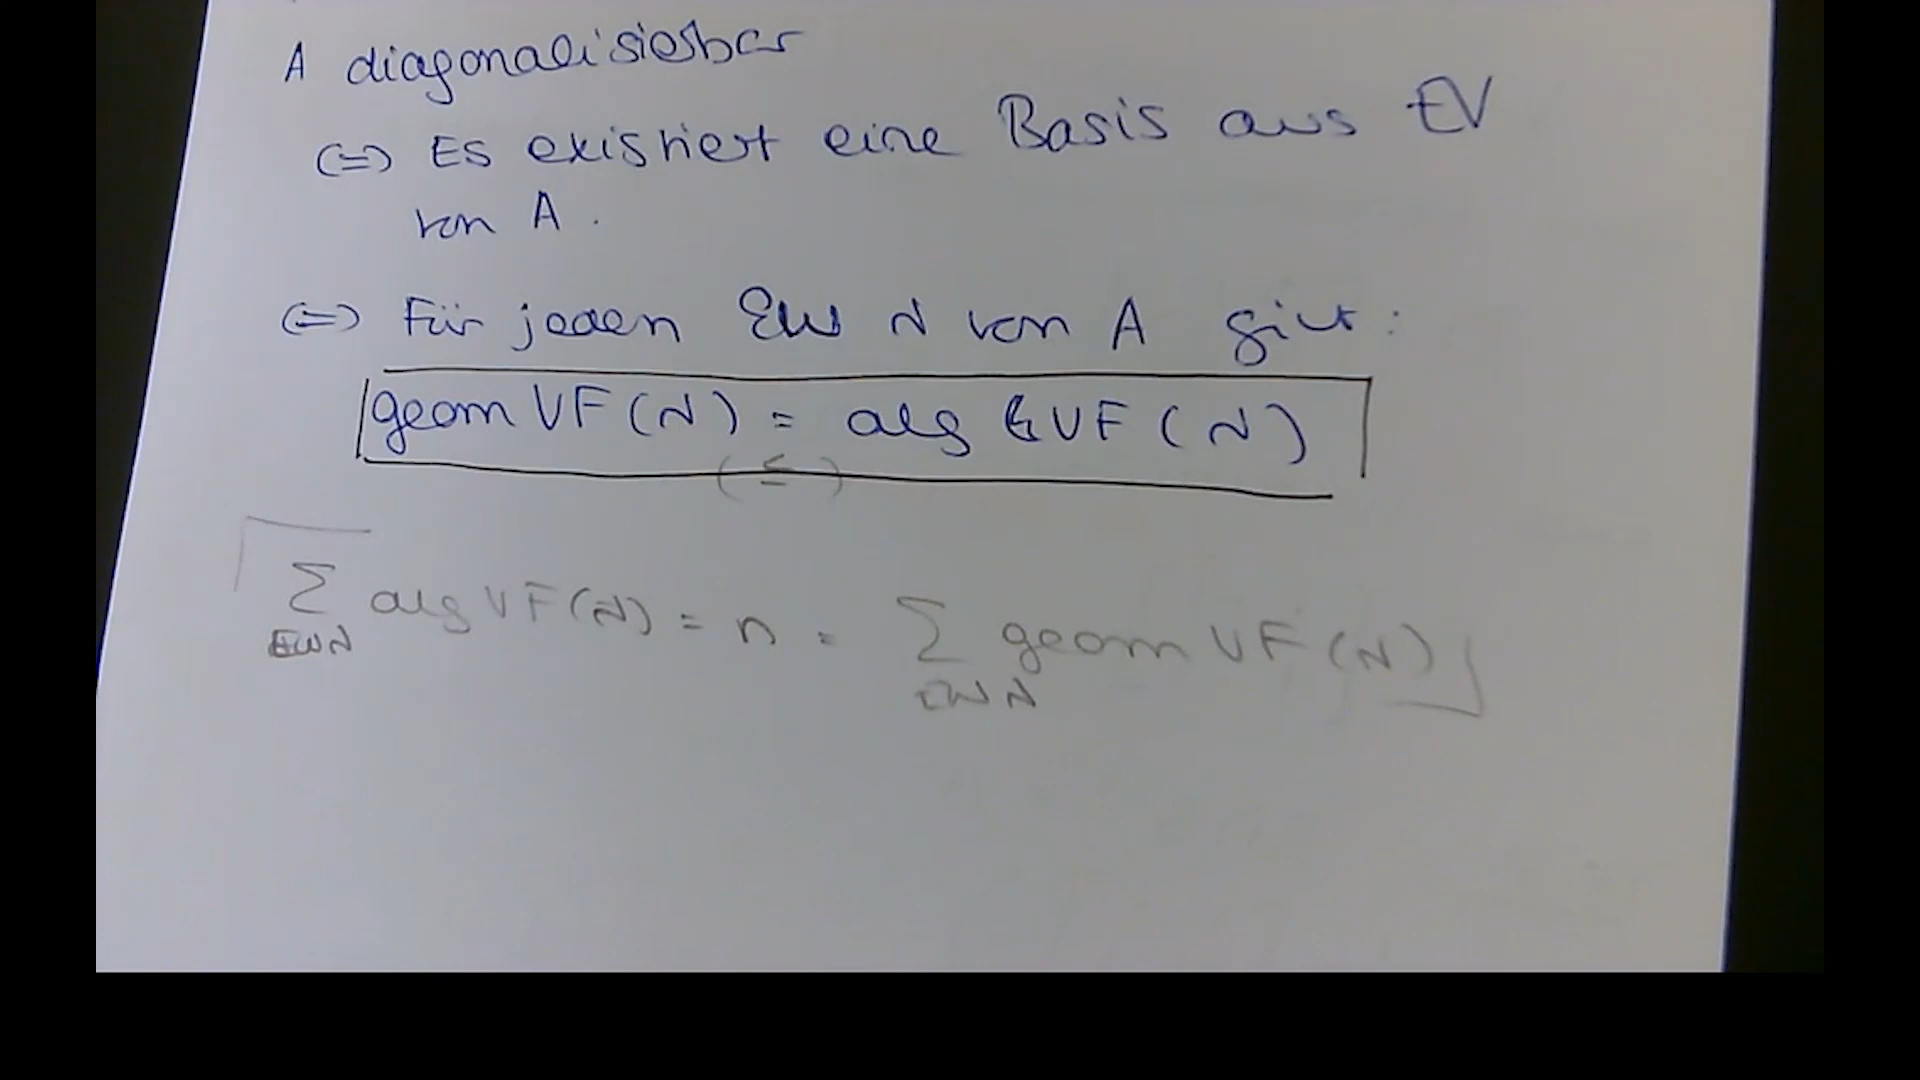 A diagonalisierbar
(=) Es existiert eine Basis aus EV
von A.
(=) Für jeden EW λ von A gilt:
geom VF(λ) = alg VF(λ)
(≤)
∑ alg VF(λ) = n = ∑ geom VF(λ)
EW λ EW λ